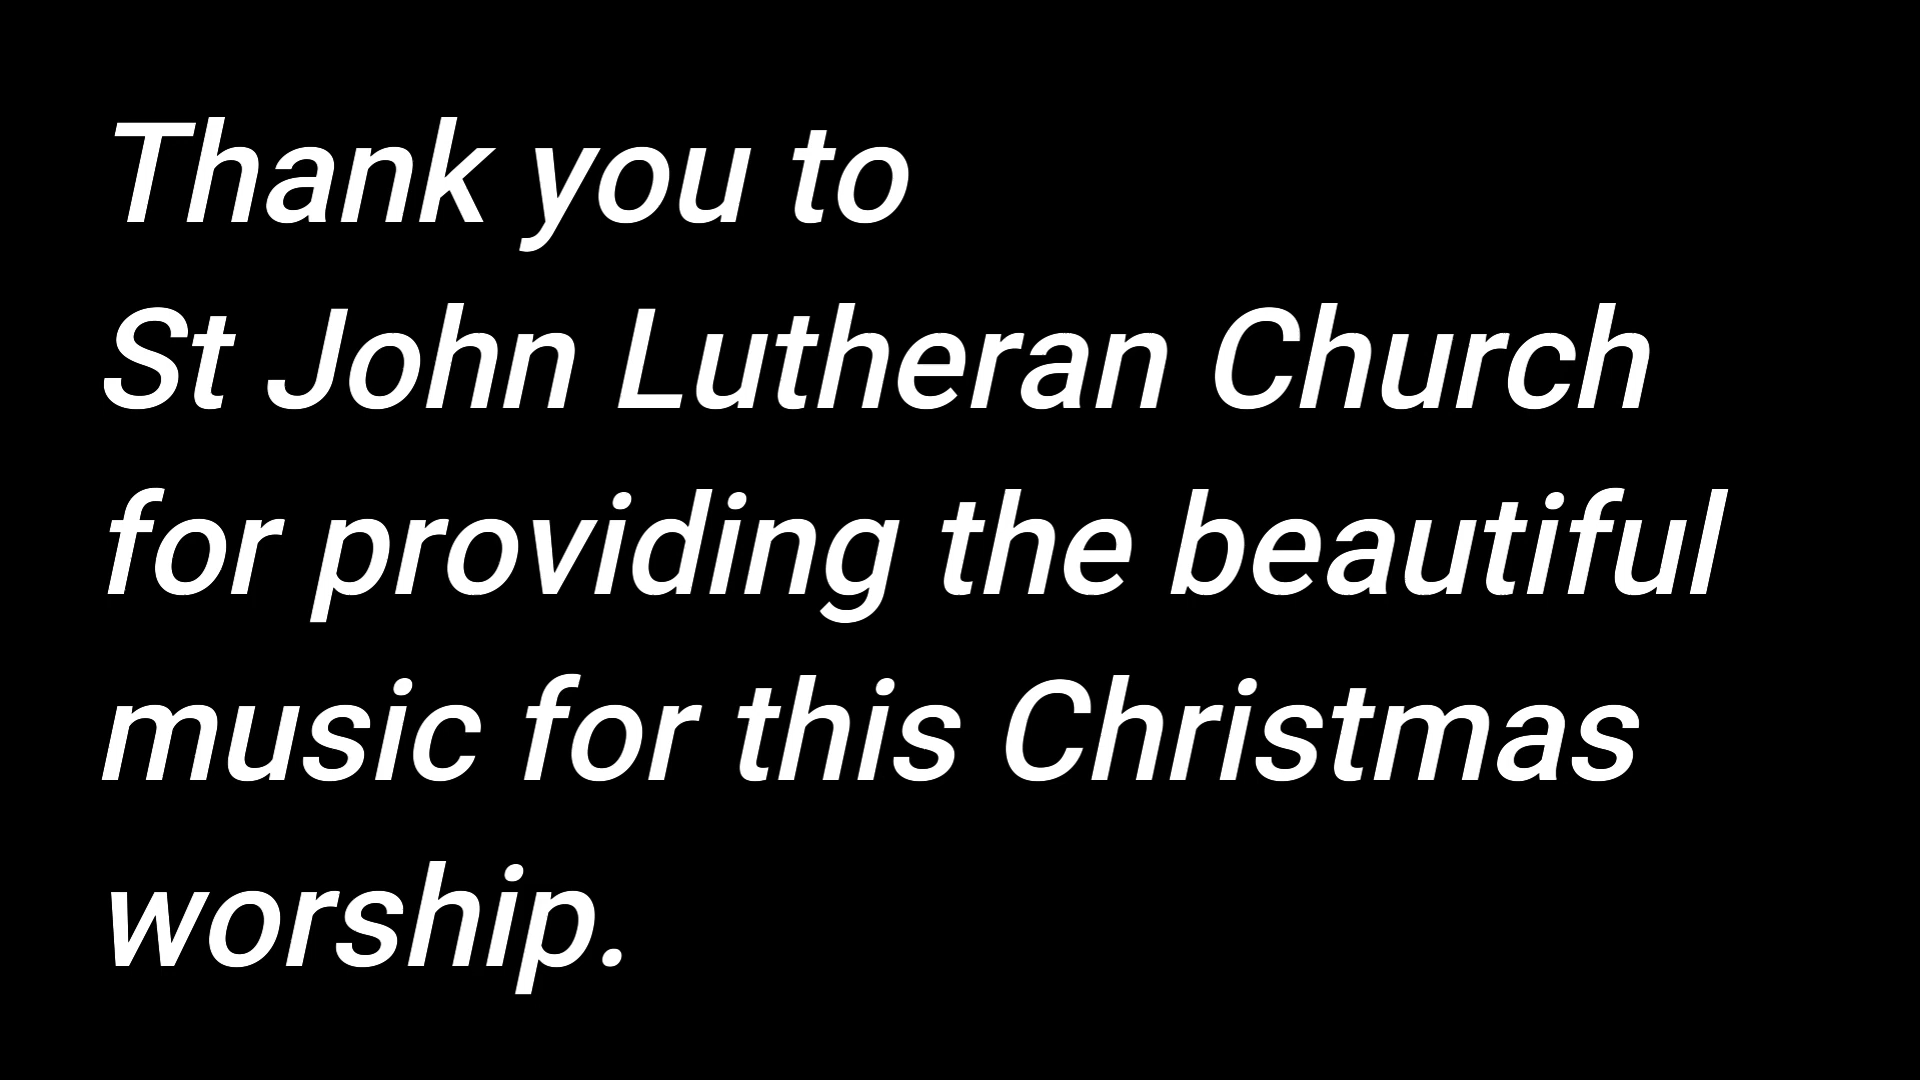 Thank you to
St John Lutheran Church
for providing the beautiful
music for this Christmas
worship.